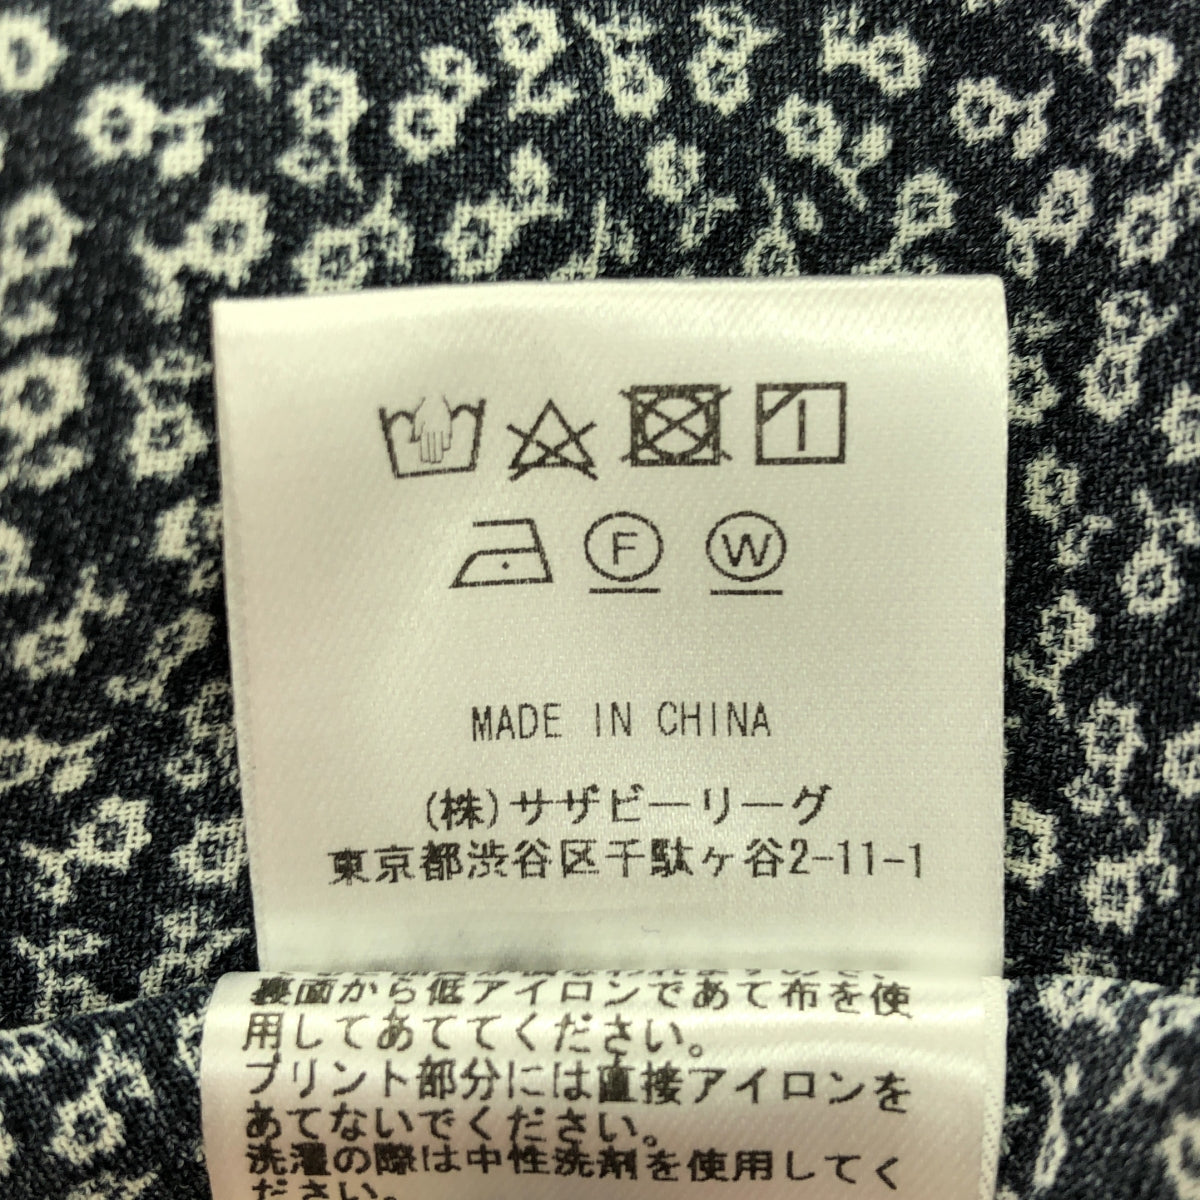 F W
MADE IN CHINA
(株)サザビーリーグ
東京都渋谷区千駄ヶ谷2-11-1
裏面から低アイロンであて布を使
用してあててください。
プリント部分には直接アイロンを
あてないでください。
洗濯の際は中性洗剤を使用してく
ださい。